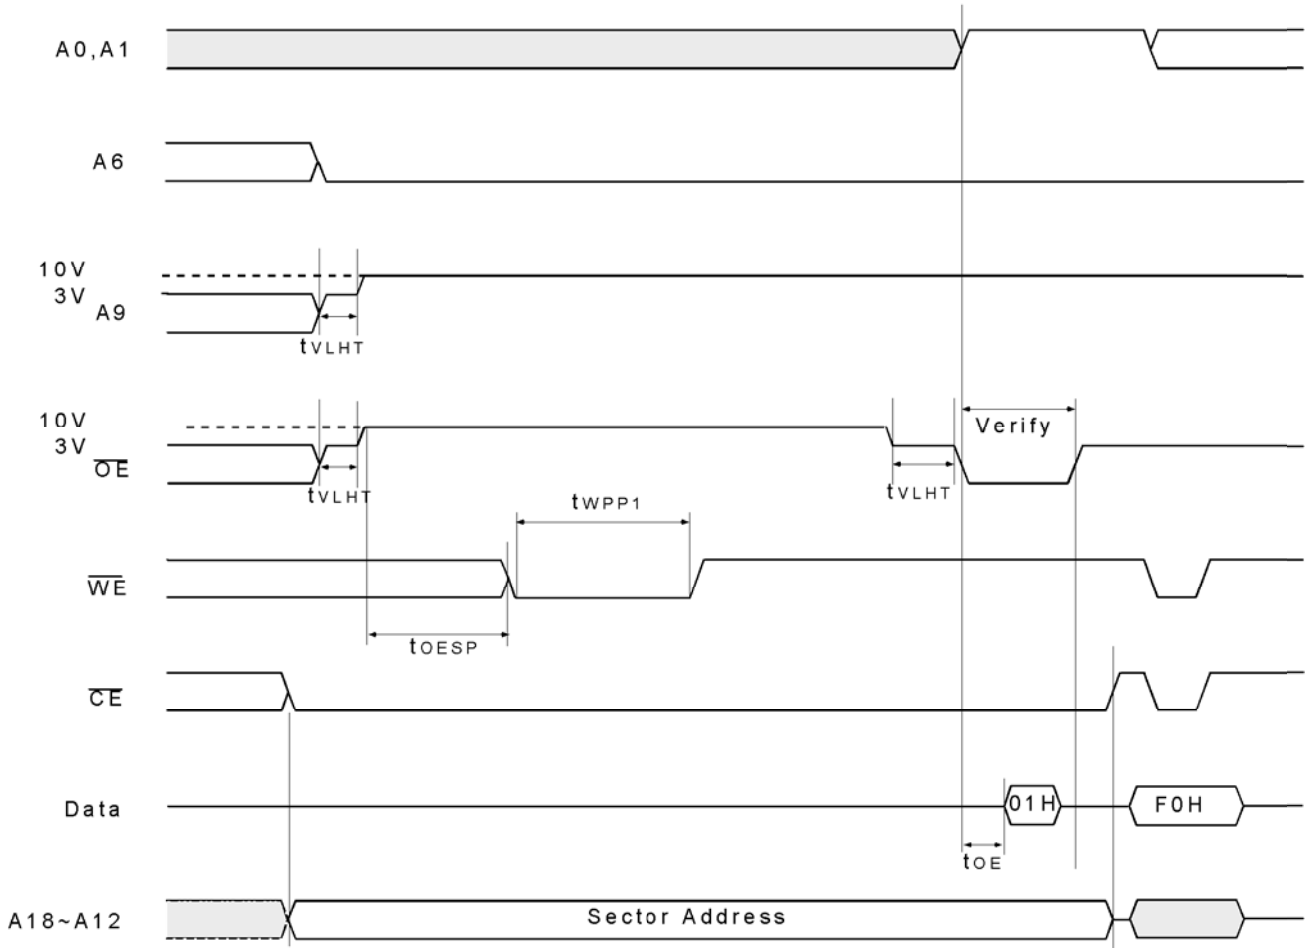 A0,A1
A6
10V
3V
A9
tVLHT
10V
3V
Verify
OE
tVLHT
tVLHT
tWPP1
WE
tOESP
CE
Data
01H
F0H
tOE
A18~A12
Sector Address